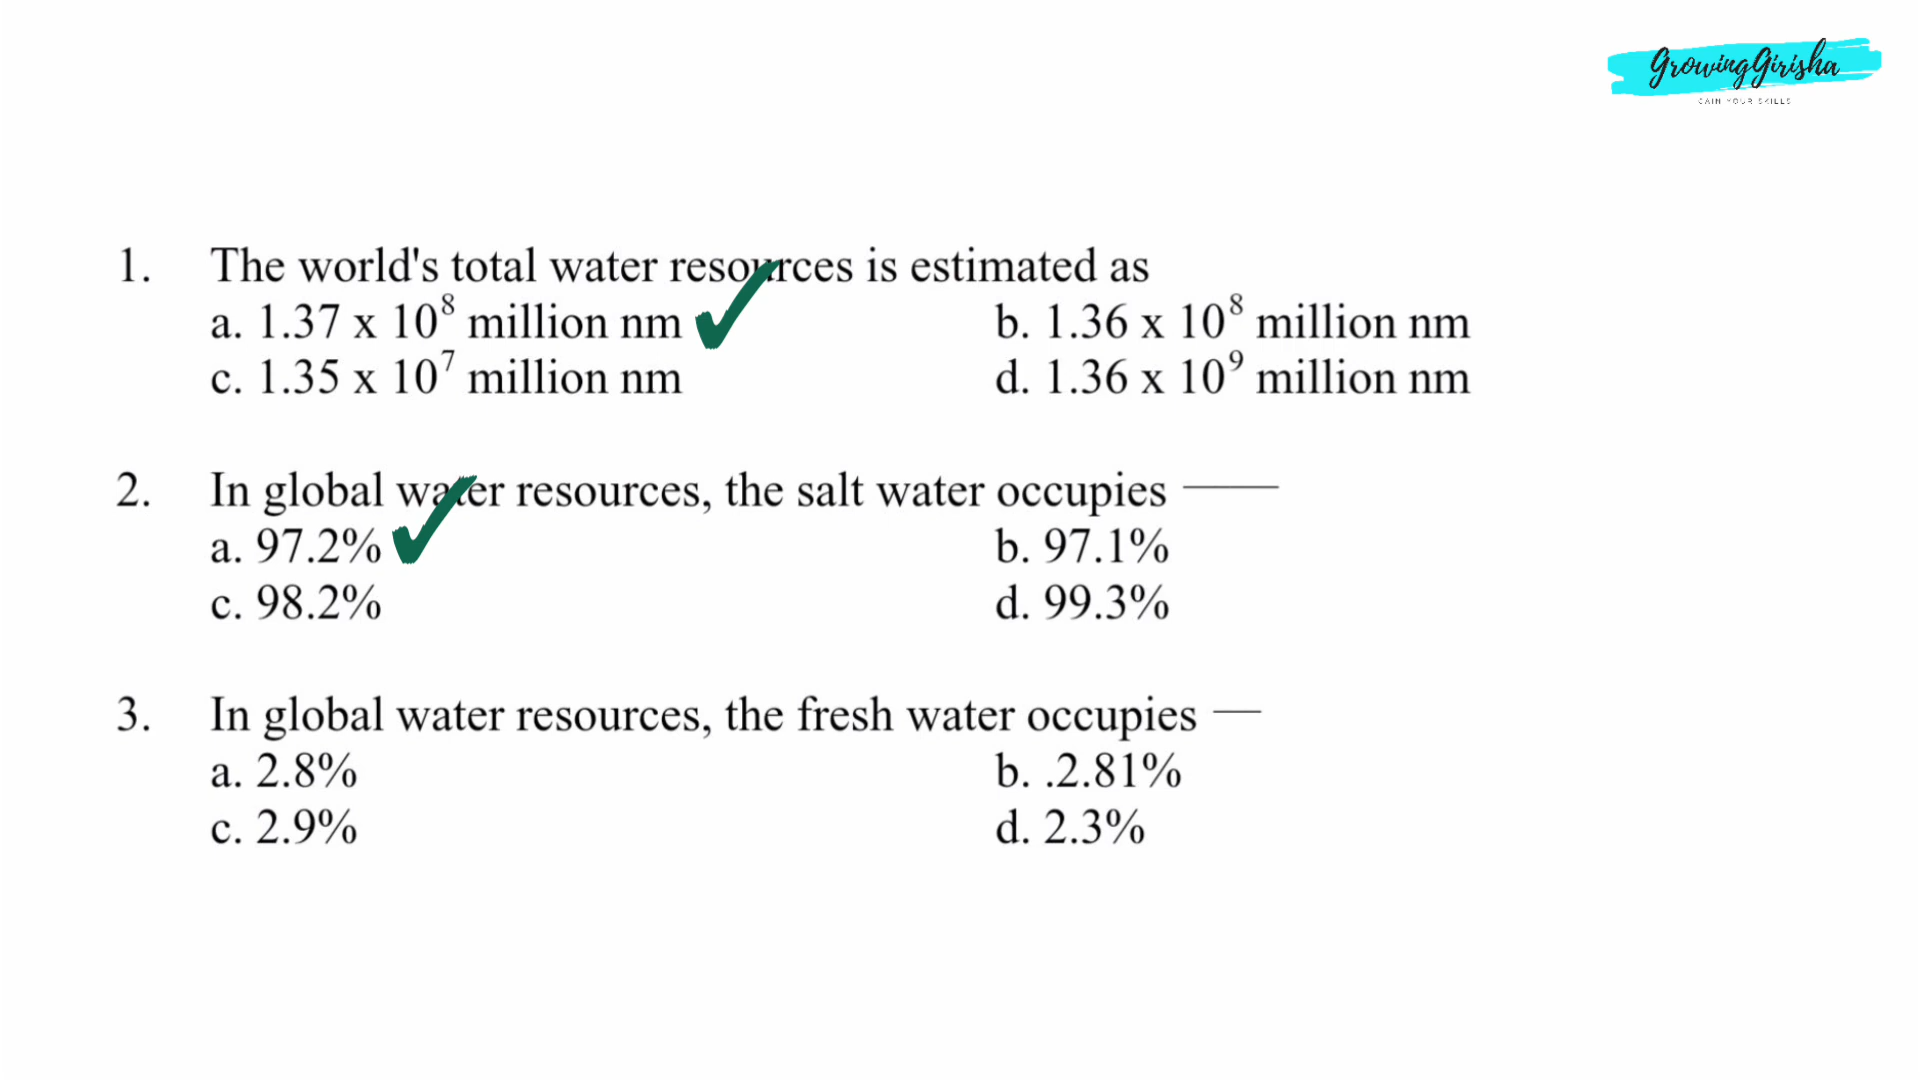 GrowingGirisha
GAIN YOUR SKILLS
1. The world's total water resources is estimated as
a. 1.37 x 10⁸ million nm b. 1.36 x 10⁸ million nm
c. 1.35 x 10⁷ million nm d. 1.36 x 10⁹ million nm
2. In global water resources, the salt water occupies ——
a. 97.2% b. 97.1%
c. 98.2% d. 99.3%
3. In global water resources, the fresh water occupies —
a. 2.8% b. .2.81%
c. 2.9% d. 2.3%